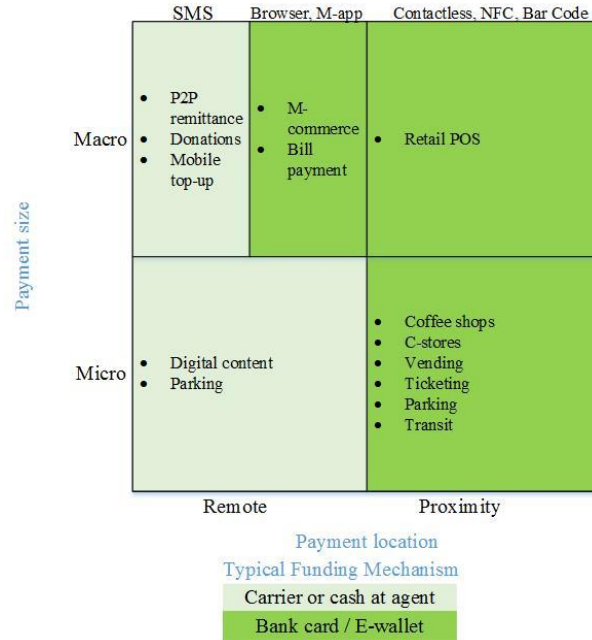 SMS
Browser, M-app
Contactless, NFC, Bar Code
Payment size
Macro
• P2P
remittance
• Donations
• Mobile
top-up
• M-
commerce
• Bill
payment
• Retail POS
Micro
• Digital content
• Parking
• Coffee shops
• C-stores
• Vending
• Ticketing
• Parking
• Transit
Remote
Proximity
Payment location
Typical Funding Mechanism
Carrier or cash at agent
Bank card / E-wallet